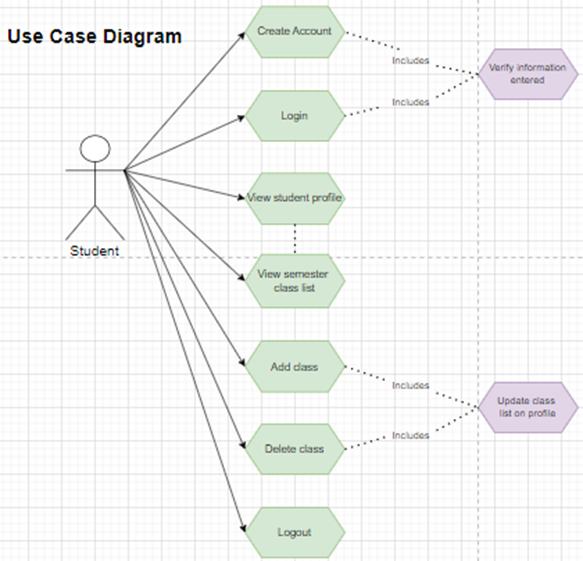 Use Case Diagram
Create Account
Includes
Verify information
entered
Includes
Login
View student profile
Student
View semester
class list
Add class
Includes
Update class
list on profile
Includes
Delete class
Logout